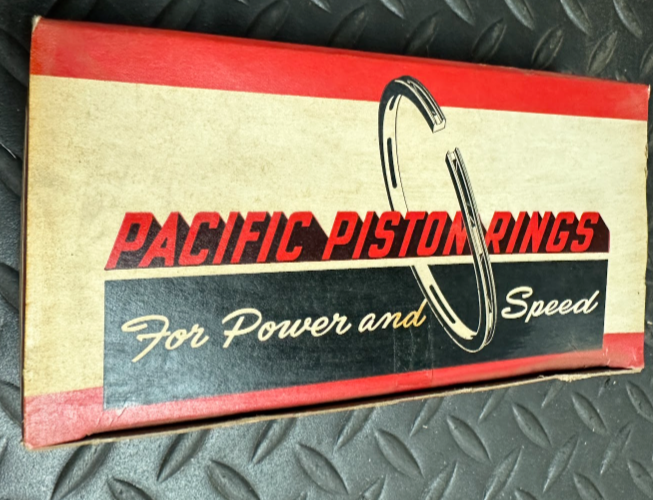 PACIFIC PISTON RINGS
For Power and Speed